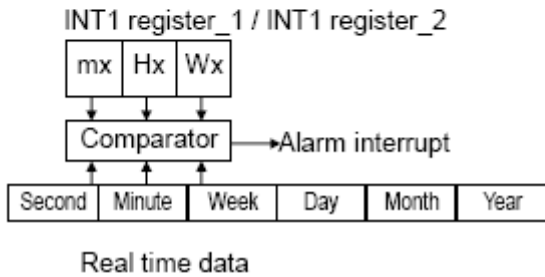 INT1 register_1 / INT1 register_2
mx Hx Wx
Comparator Alarm interrupt
Second Minute Week Day Month Year
Real time data